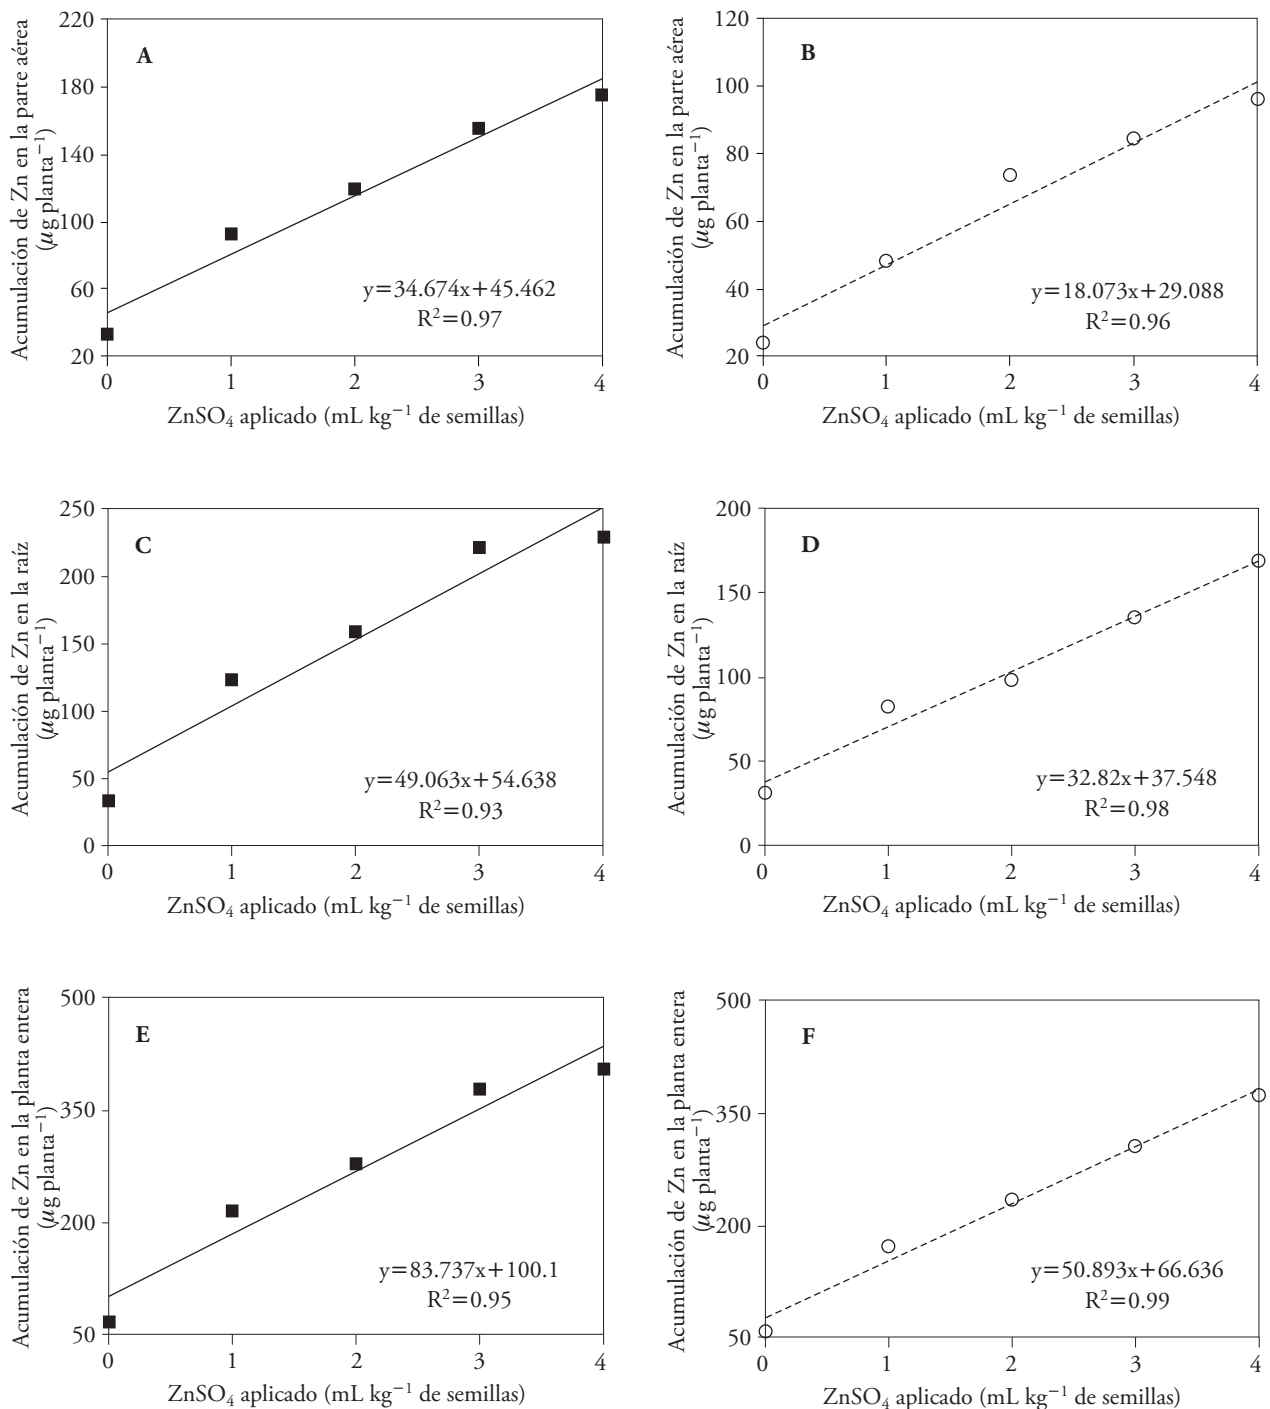 Acumulación de Zn en la parte aérea
(µg planta⁻¹)
220
180
140
100
60
20
A
y=34.674x+45.462
R²=0.97
0 1 2 3 4
ZnSO₄ aplicado (mL kg⁻¹ de semillas)
Acumulación de Zn en la parte aérea
(µg planta⁻¹)
120
100
80
60
40
20
B
y=18.073x+29.088
R²=0.96
0 1 2 3 4
ZnSO₄ aplicado (mL kg⁻¹ de semillas)
Acumulación de Zn en la raíz
(µg planta⁻¹)
250
200
150
100
50
0
C
y=49.063x+54.638
R²=0.93
0 1 2 3 4
ZnSO₄ aplicado (mL kg⁻¹ de semillas)
Acumulación de Zn en la raíz
(µg planta⁻¹)
200
150
100
50
0
D
y=32.82x+37.548
R²=0.98
0 1 2 3 4
ZnSO₄ aplicado (mL kg⁻¹ de semillas)
Acumulación de Zn en la planta entera
(µg planta⁻¹)
500
350
200
50
E
y=83.737x+100.1
R²=0.95
0 1 2 3 4
ZnSO₄ aplicado (mL kg⁻¹ de semillas)
Acumulación de Zn en la planta entera
(µg planta⁻¹)
500
350
200
50
F
y=50.893x+66.636
R²=0.99
0 1 2 3 4
ZnSO₄ aplicado (mL kg⁻¹ de semillas)